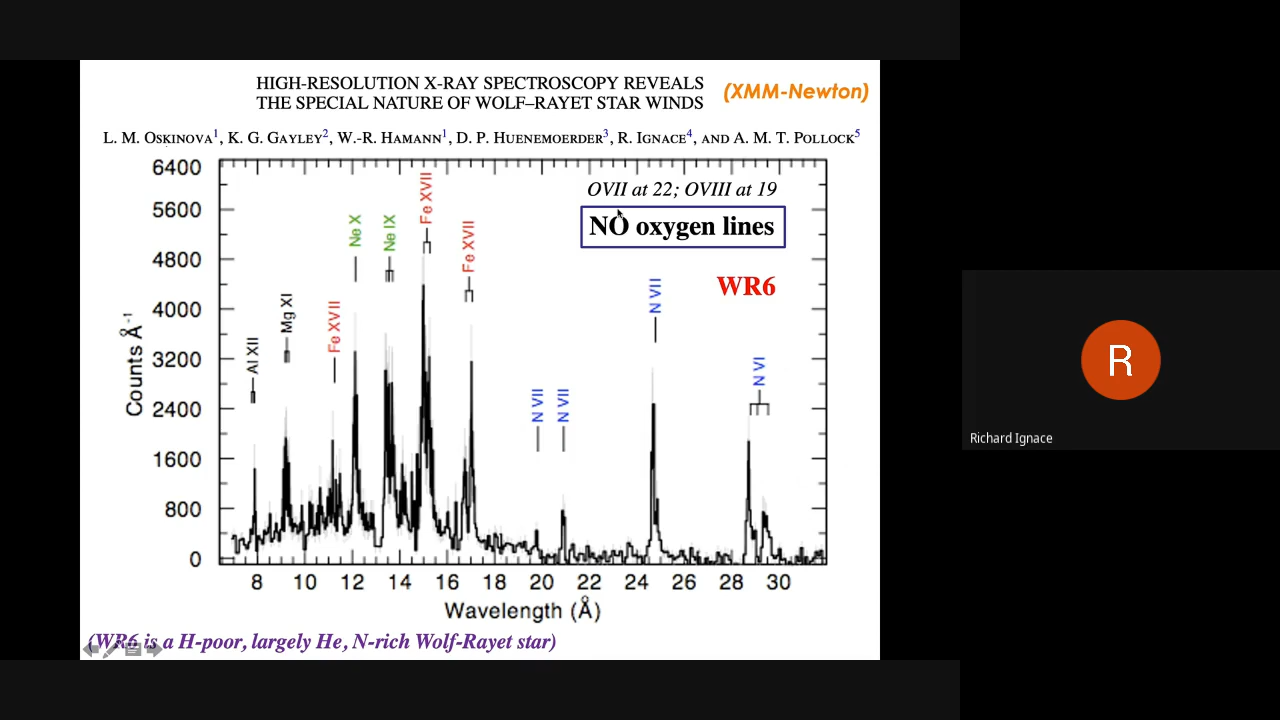 HIGH-RESOLUTION X-RAY SPECTROSCOPY REVEALS
THE SPECIAL NATURE OF WOLF–RAYET STAR WINDS
(XMM-Newton)
L. M. Oskinova1, K. G. Gayley2, W.-R. Hamann1, D. P. Huenemoerder3, R. Ignace4, and A. M. T. Pollock5
OVII at 22; OVIII at 19
NO oxygen lines
WR6
Al XII
Mg XI
Fe XVII
Ne X
Ne IX
Fe XVII
Fe XVII
N VII
N VII
N VII
N VI
Counts Å-1
6400
5600
4800
4000
3200
2400
1600
800
0
8 10 12 14 16 18 20 22 24 26 28 30
Wavelength (Å)
(WR6 is a H-poor, largely He, N-rich Wolf-Rayet star)
R
Richard Ignace